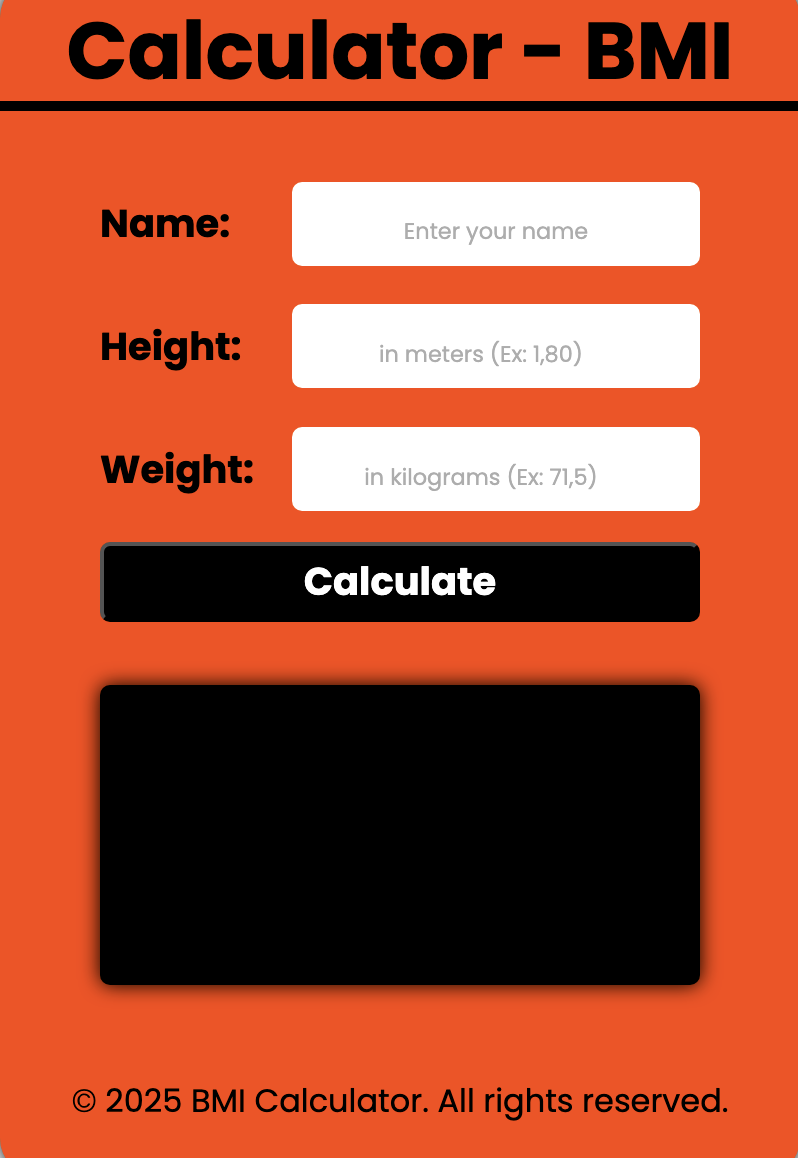 Calculator - BMI
Name:
Enter your name
Height:
in meters (Ex: 1,80)
Weight:
in kilograms (Ex: 71,5)
Calculate
© 2025 BMI Calculator. All rights reserved.